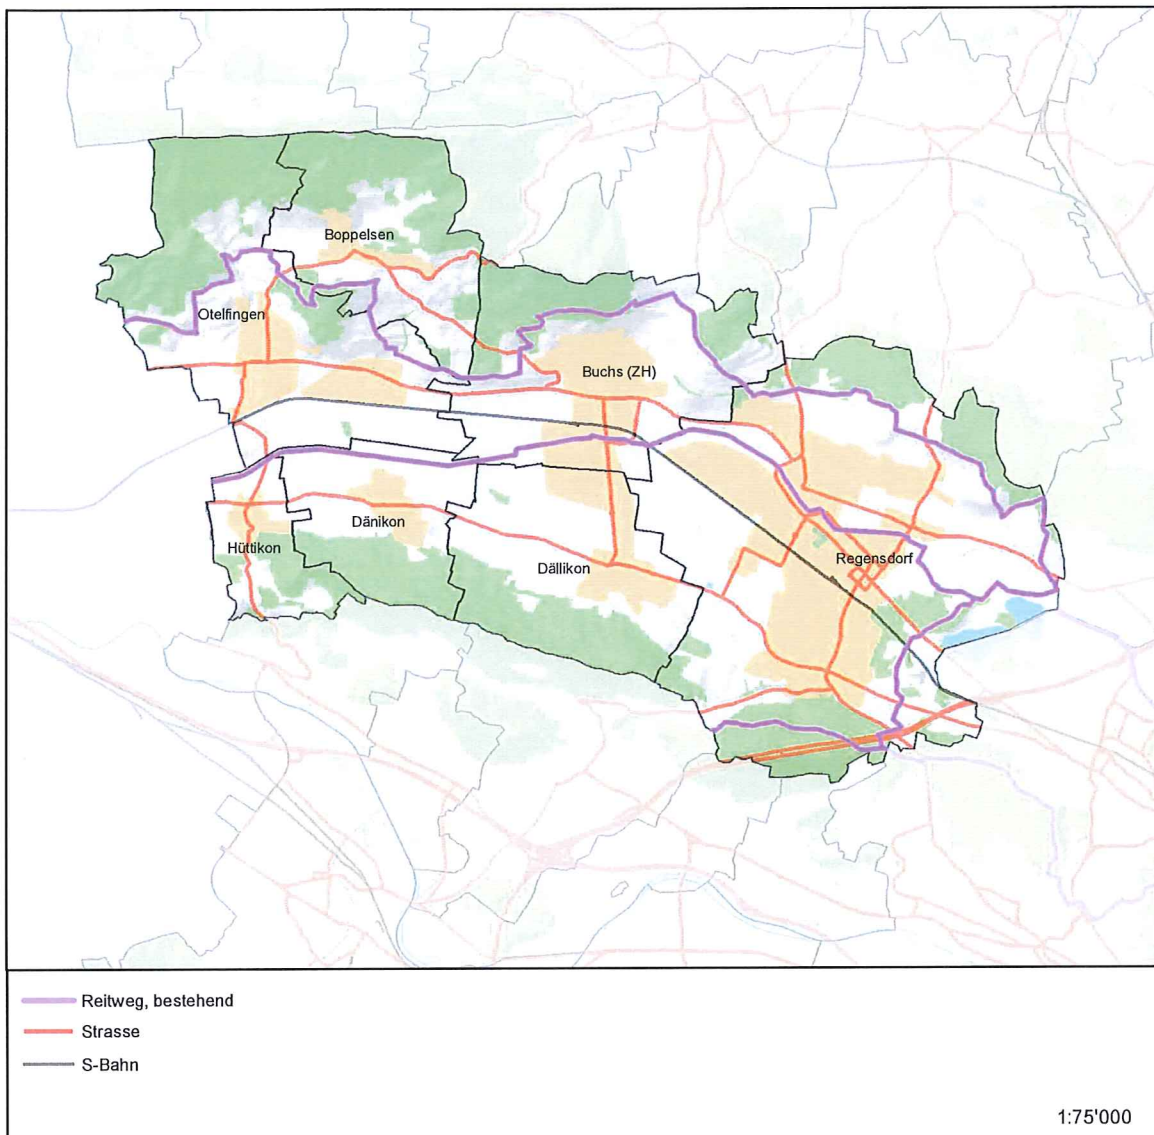 Boppelsen
Otelfingen
Buchs (ZH)
Dänikon
Hüttikon
Dällikon
Regensdorf
Reitweg, bestehend
Strasse
S-Bahn
1:75'000